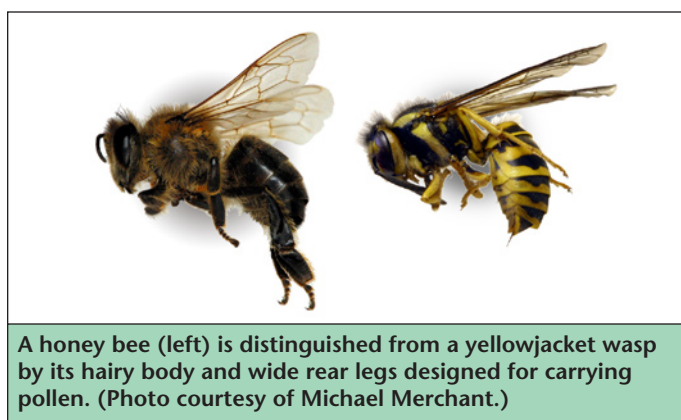 A honey bee (left) is distinguished from a yellowjacket wasp
by its hairy body and wide rear legs designed for carrying
pollen. (Photo courtesy of Michael Merchant.)